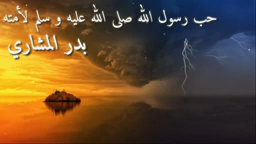 حب رسول الله صلى الله عليه و سلم لأمته
بدر المشاري